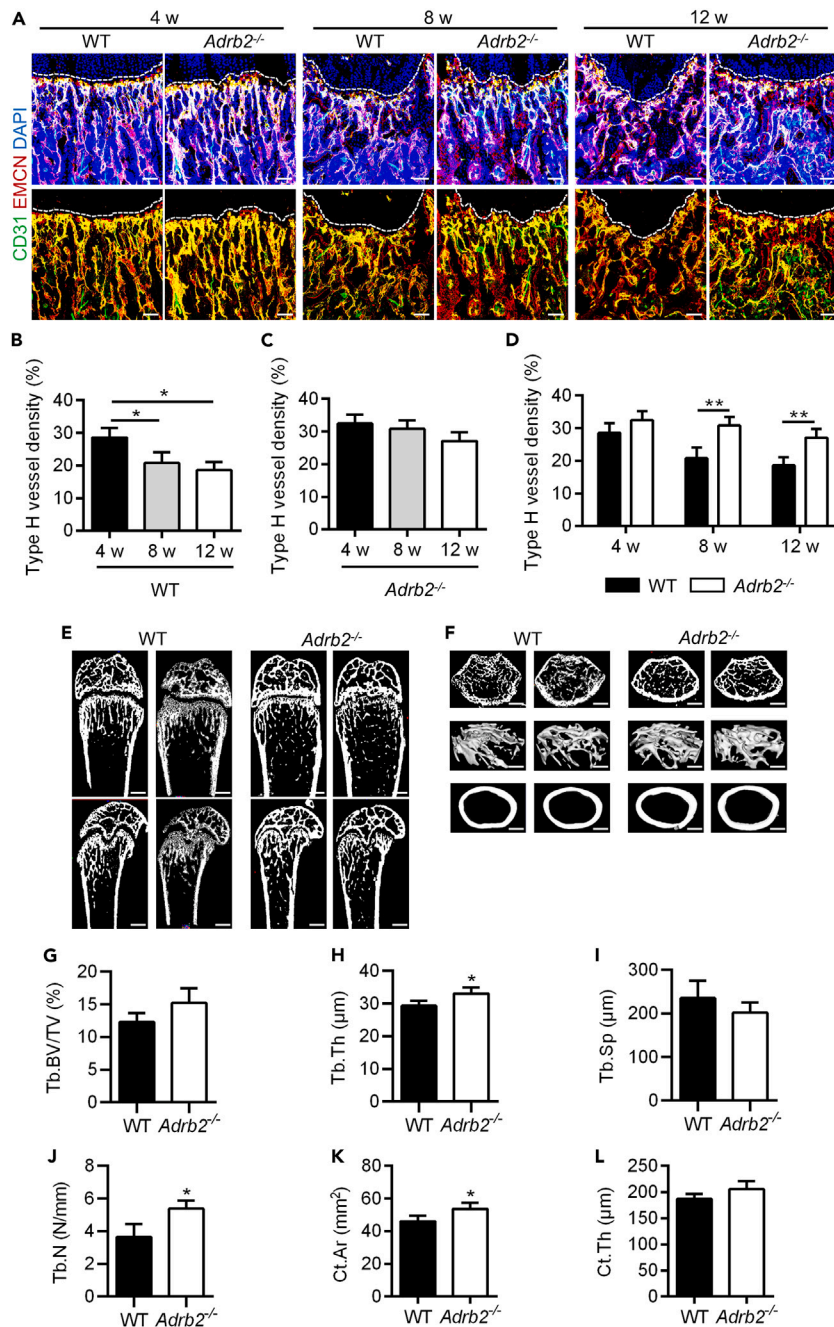 A
4 w
8 w
12 w
WT
Adrb2-/-
WT
Adrb2-/-
WT
Adrb2-/-
CD31 EMCN DAPI
B
Type H vessel density (%)
40
30
20
10
0
*
*
4 w
8 w
12 w
WT
C
Type H vessel density (%)
40
30
20
10
0
4 w
8 w
12 w
Adrb2-/-
D
Type H vessel density (%)
40
30
20
10
0
**
**
4 w
8 w
12 w
WT
Adrb2-/-
E
WT
Adrb2-/-
F
WT
Adrb2-/-
G
Tb.BV/TV (%)
20
15
10
5
0
WT
Adrb2-/-
H
Tb.Th (µm)
40
30
20
10
0
*
WT
Adrb2-/-
I
Tb.Sp (µm)
300
200
100
0
WT
Adrb2-/-
J
Tb.N (N/mm)
8
6
4
2
0
*
WT
Adrb2-/-
K
Ct.Ar (mm2)
80
60
40
20
0
*
WT
Adrb2-/-
L
Ct.Th (µm)
250
200
150
100
50
0
WT
Adrb2-/-